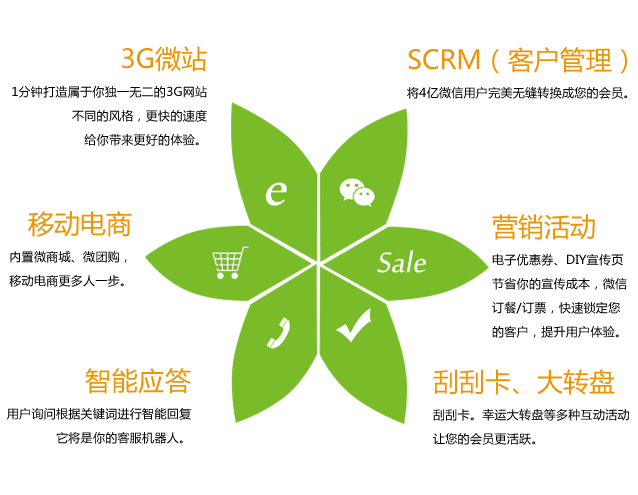 3G微站
1分钟打造属于你独一无二的3G网站
不同的风格，更快的速度
给你带来更好的体验。
SCRM（客户管理）
将4亿微信用户完美无缝转换成您的会员。
移动电商
内置微商城、微团购，
移动电商更多人一步。
营销活动
电子优惠券、DIY宣传页
节省你的宣传成本，微信
订餐/订票，快速锁定您
的客户，提升用户体验。
智能应答
用户询问根据关键词进行智能回复
它将是你的客服机器人。
刮刮卡、大转盘
刮刮卡。幸运大转盘等多种互动活动
让您的会员更活跃。
e
Sale